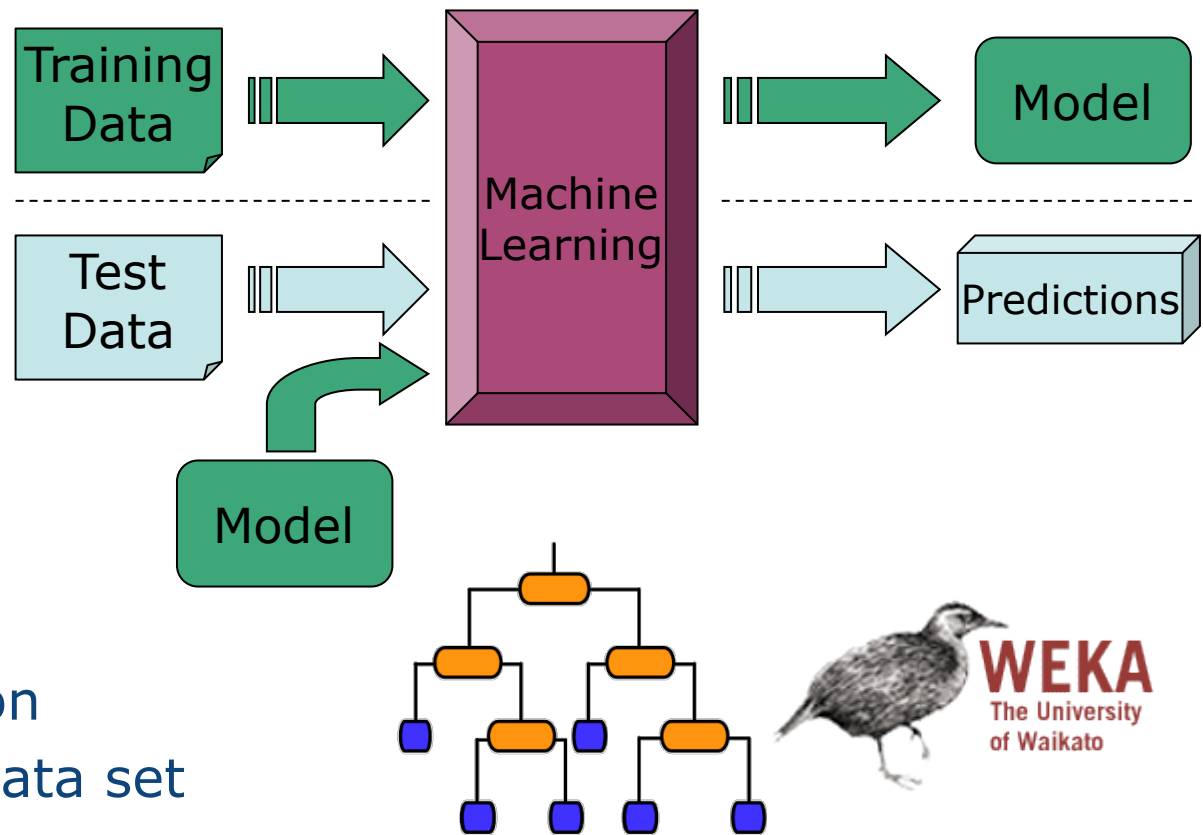 Training
Data
Model
Machine
Learning
Test
Data
Predictions
Model
WEKA
The University
of Waikato
on
ata set